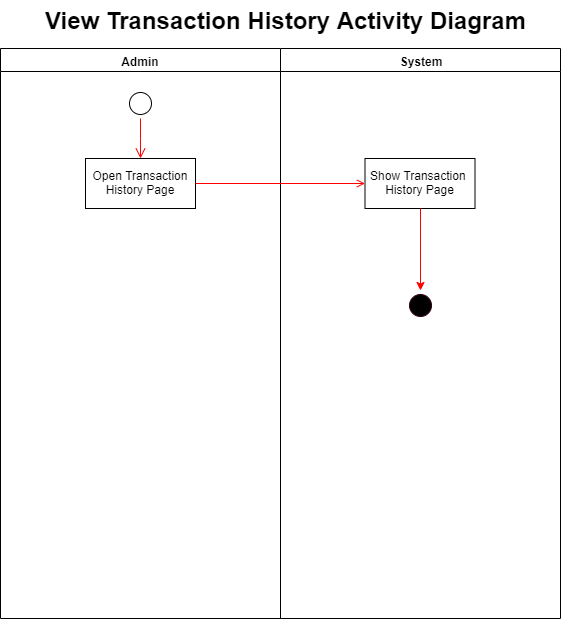 View Transaction History Activity Diagram
Admin
System
Open Transaction
History Page
Show Transaction
History Page